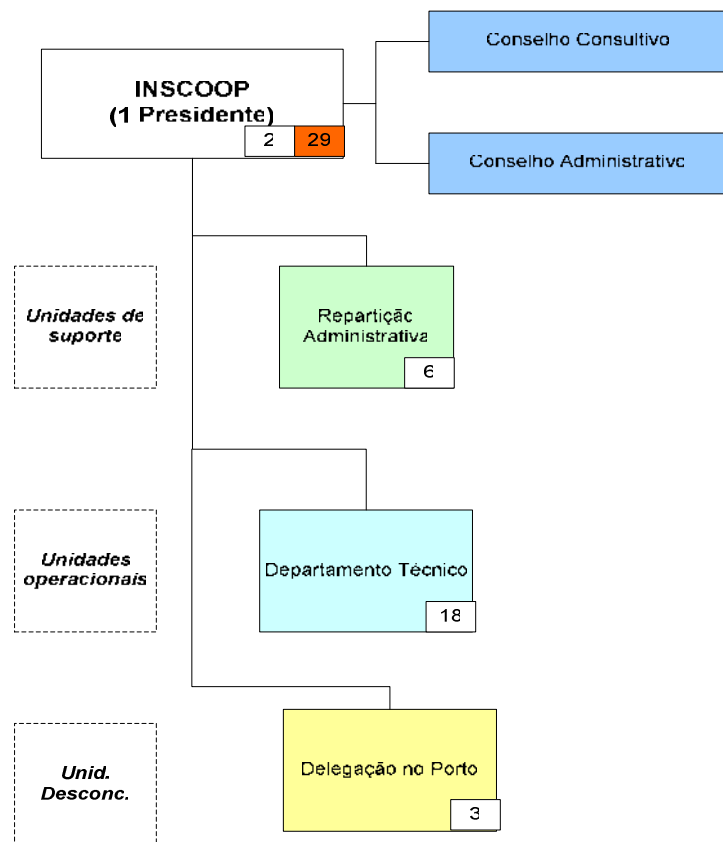 INSCOOP
(1 Presidente)
2 29
Conselho Consultivo
Conselho Administrativo
Unidades de
suporte
Repartição
Administrativa
6
Unidades
operacionais
Departamento Técnico
18
Unid.
Desconc.
Delegação no Porto
3